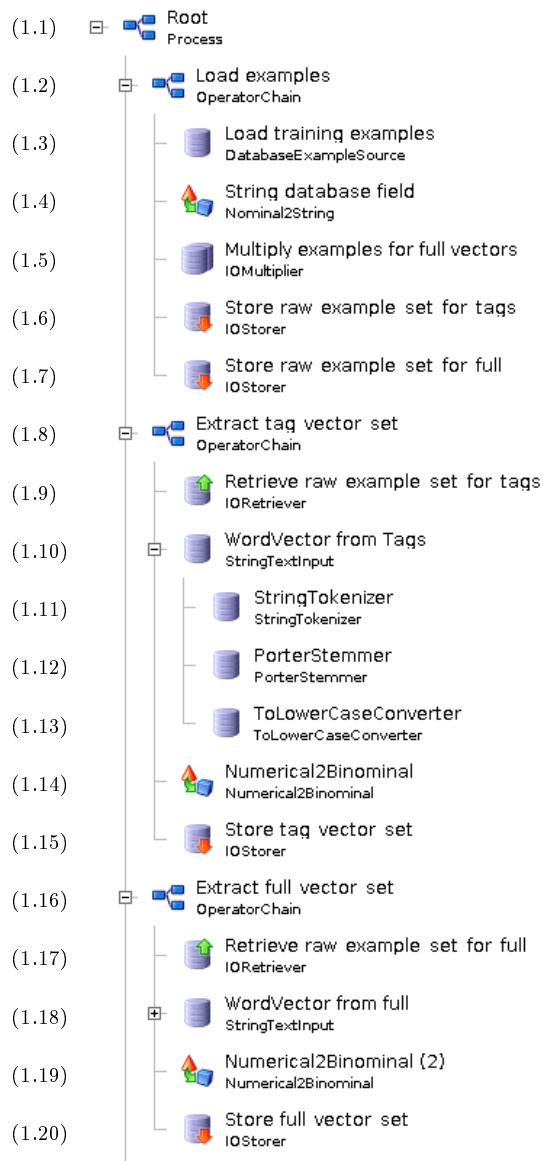 (1.1) Root
Process
(1.2) Load examples
OperatorChain
(1.3) Load training examples
DatabaseExampleSource
(1.4) String database field
Nominal2String
(1.5) Multiply examples for full vectors
IOMultiplier
(1.6) Store raw example set for tags
IOStorer
(1.7) Store raw example set for full
IOStorer
(1.8) Extract tag vector set
OperatorChain
(1.9) Retrieve raw example set for tags
IORetriever
(1.10) WordVector from Tags
StringTextInput
(1.11) StringTokenizer
StringTokenizer
(1.12) PorterStemmer
PorterStemmer
(1.13) ToLowerCaseConverter
ToLowerCaseConverter
(1.14) Numerical2Binominal
Numerical2Binominal
(1.15) Store tag vector set
IOStorer
(1.16) Extract full vector set
OperatorChain
(1.17) Retrieve raw example set for full
IORetriever
(1.18) WordVector from full
StringTextInput
(1.19) Numerical2Binominal (2)
Numerical2Binominal
(1.20) Store full vector set
IOStorer